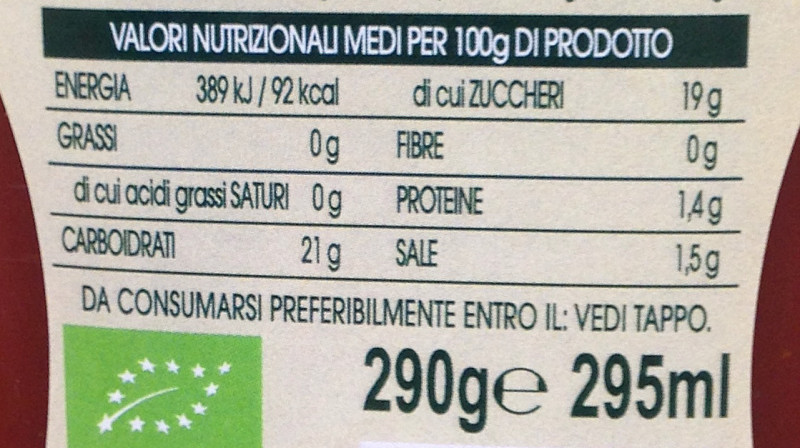 VALORI NUTRIZIONALI MEDI PER 100g DI PRODOTTO
ENERGIA 389 kJ / 92 kcal di cui ZUCCHERI 19 g
GRASSI 0 g FIBRE 0 g
di cui acidi grassi SATURI 0 g PROTEINE 1,4 g
CARBOIDRATI 21 g SALE 1,5 g
DA CONSUMARSI PREFERIBILMENTE ENTRO IL: VEDI TAPPO.
290g℮ 295ml